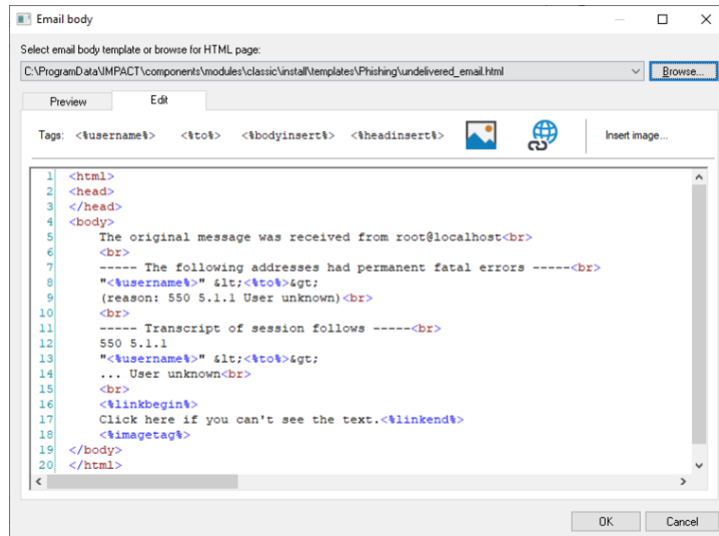 Email body
Select email body template or browse for HTML page:
C:\ProgramData\IMPACT\components\modules\classic\install\templates\Phishing\undelivered_email.html
Browse...
Preview Edit
Tags: <%username%> <%to%> <%bodyinsert%> <%headinsert%> Insert image...
1 <html>
2 <head>
3 </head>
4 <body>
5 The original message was received from root@localhost<br>
6 <br>
7 ----- The following addresses had permanent fatal errors -----<br>
8 "<%username%>" &lt;<%to%>&gt;
9 (reason: 550 5.1.1 User unknown)<br>
10 <br>
11 ----- Transcript of session follows -----<br>
12 550 5.1.1
13 "<%username%>" &lt;<%to%>&gt;
14 ... User unknown<br>
15 <br>
16 <%linkbegin%>
17 Click here if you can't see the text.<%linkend%>
18 <%imagetag%>
19 </body>
20 </html>
OK Cancel